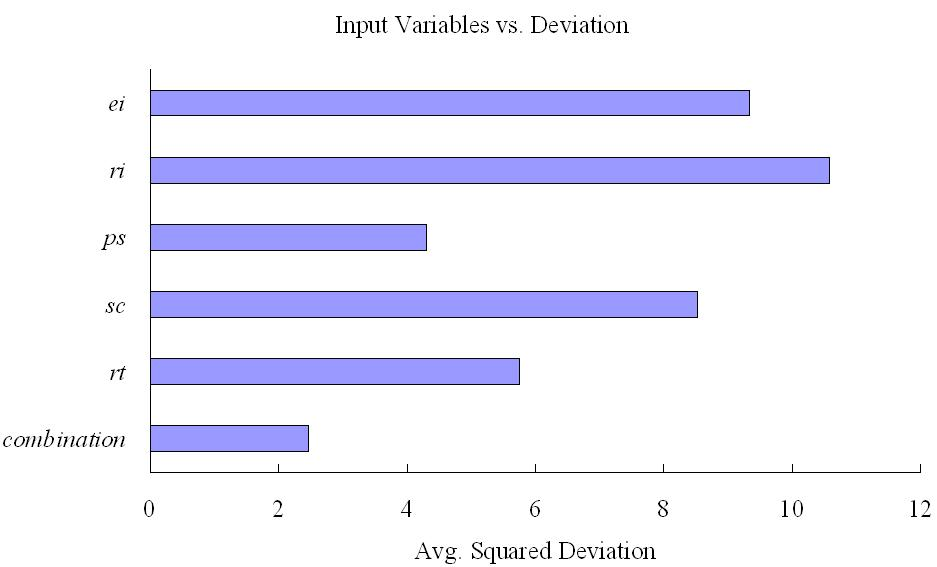 Input Variables vs. Deviation
ei
ri
ps
sc
rt
combination
0 2 4 6 8 10 12
Avg. Squared Deviation